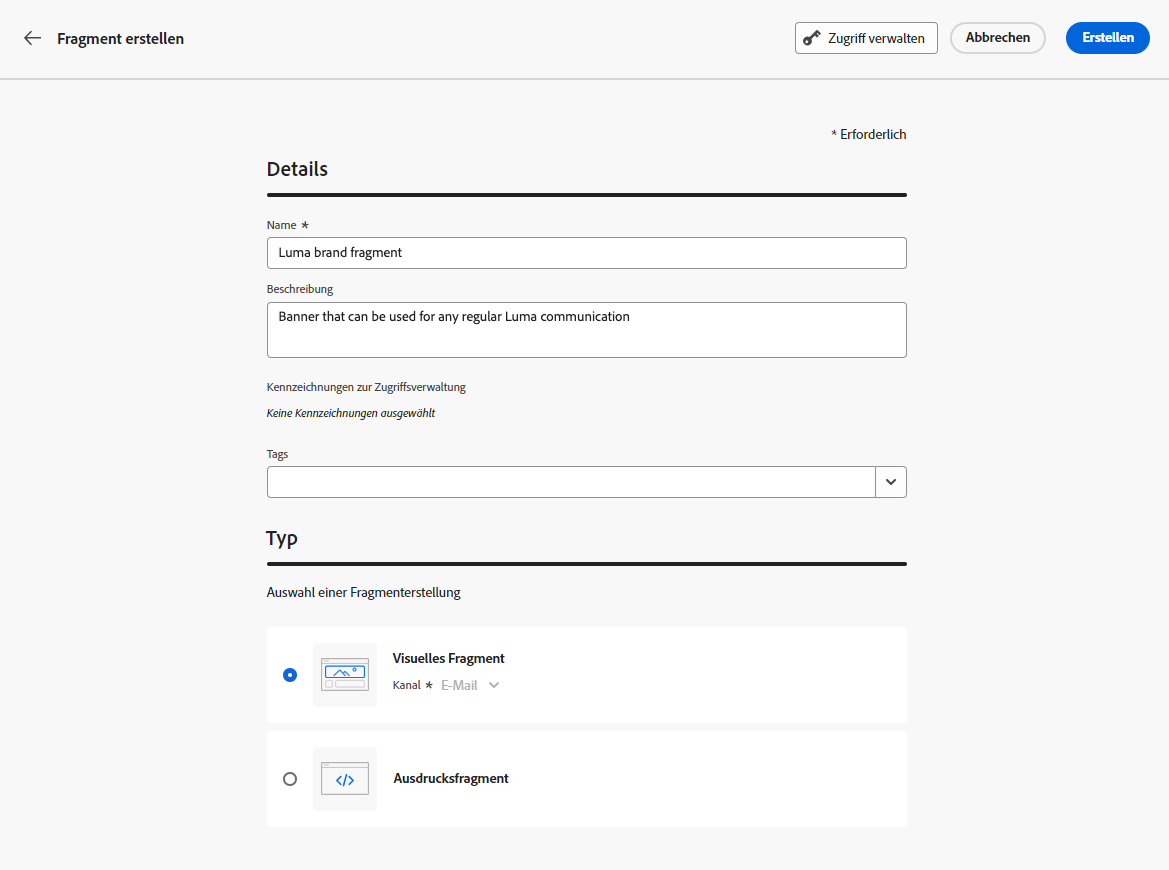 Fragment erstellen
Zugriff verwalten
Abbrechen
Erstellen
* Erforderlich
Details
Name *
Luma brand fragment
Beschreibung
Banner that can be used for any regular Luma communication
Kennzeichnungen zur Zugriffsverwaltung
Keine Kennzeichnungen ausgewählt
Tags
Typ
Auswahl einer Fragmenterstellung
Visuelles Fragment
Kanal * E-Mail
</>
Ausdrucksfragment